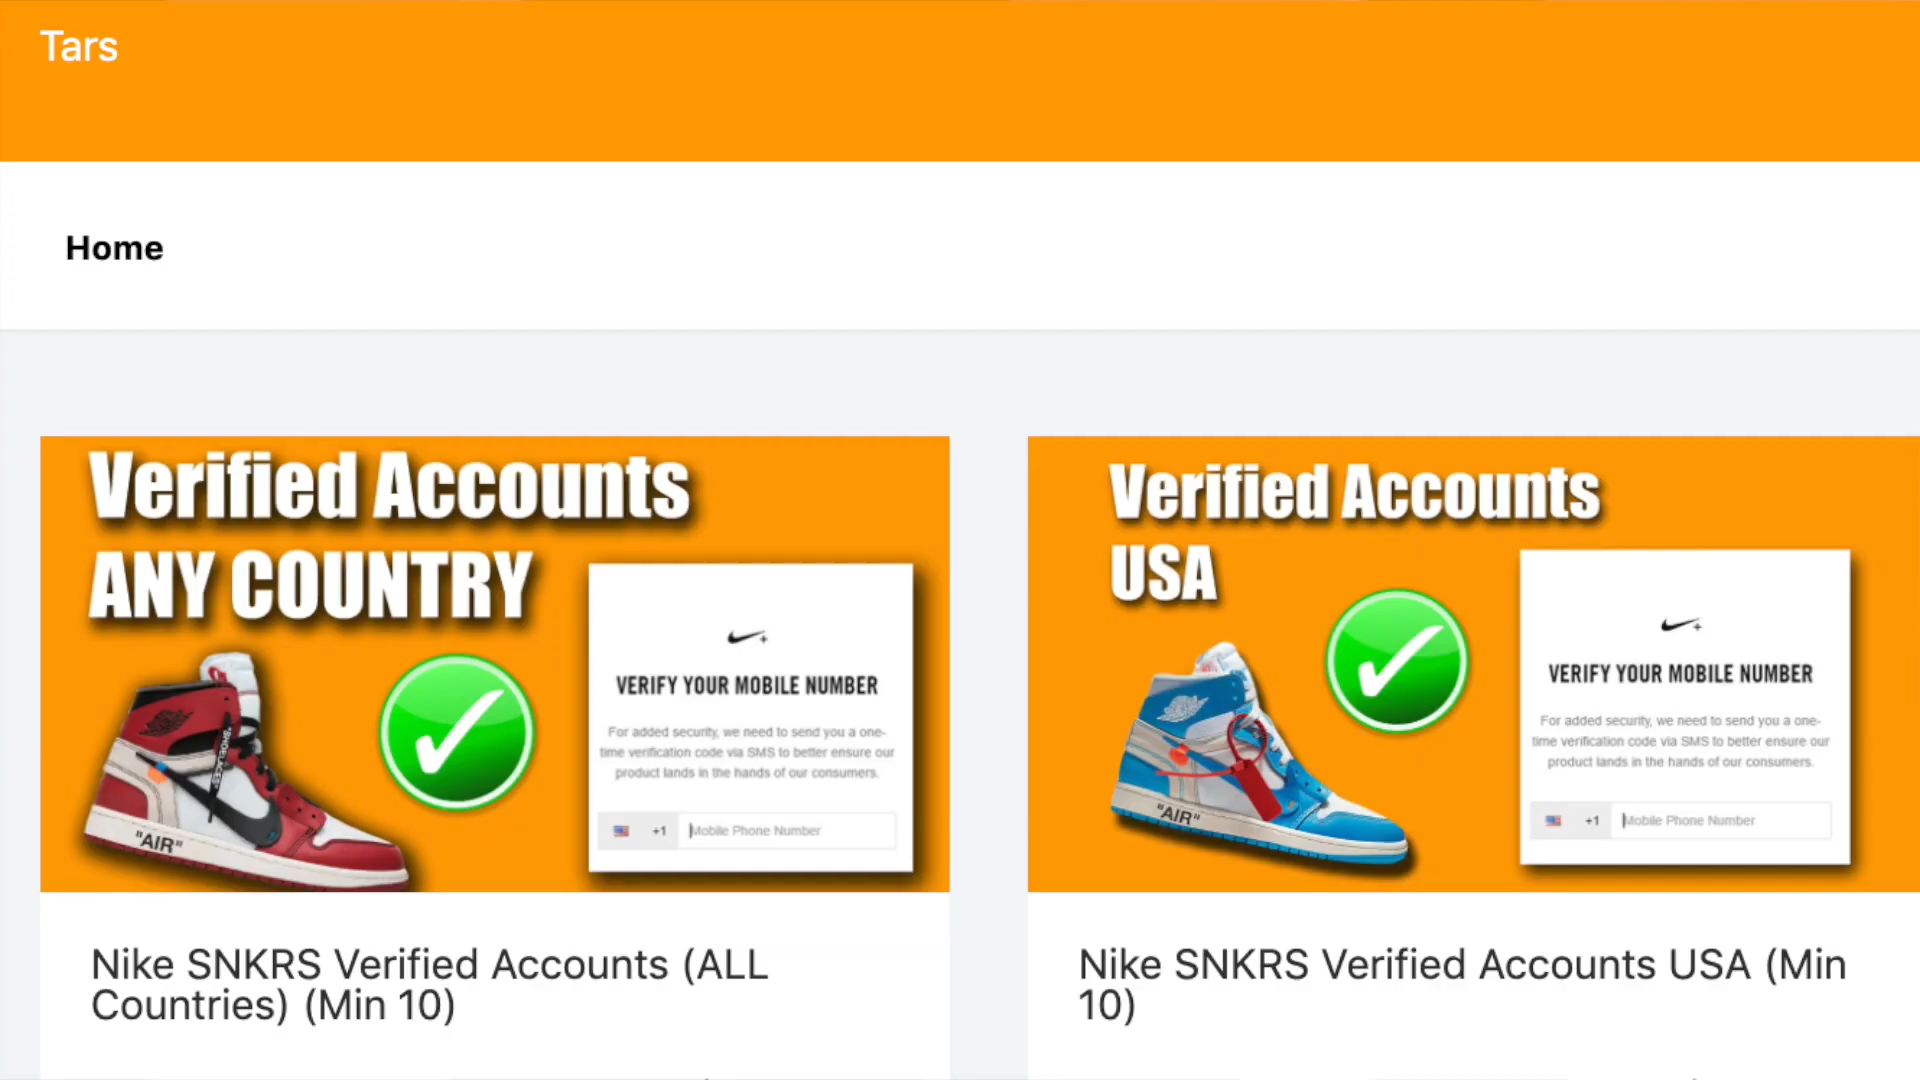 Tars
Home
Verified Accounts
ANY COUNTRY
VERIFY YOUR MOBILE NUMBER
For added security, we need to send you a one-
time verification code via SMS to better ensure our
product lands in the hands of our consumers.
+1 Mobile Phone Number
"SHOELACES"
"AIR"
Nike SNKRS Verified Accounts (ALL
Countries) (Min 10)
Verified Accounts
USA
VERIFY YOUR MOBILE NUMBER
For added security, we need to send you a one-
time verification code via SMS to better ensure our
product lands in the hands of our consumers.
+1 Mobile Phone Number
"AIR"
Nike SNKRS Verified Accounts USA (Min
10)